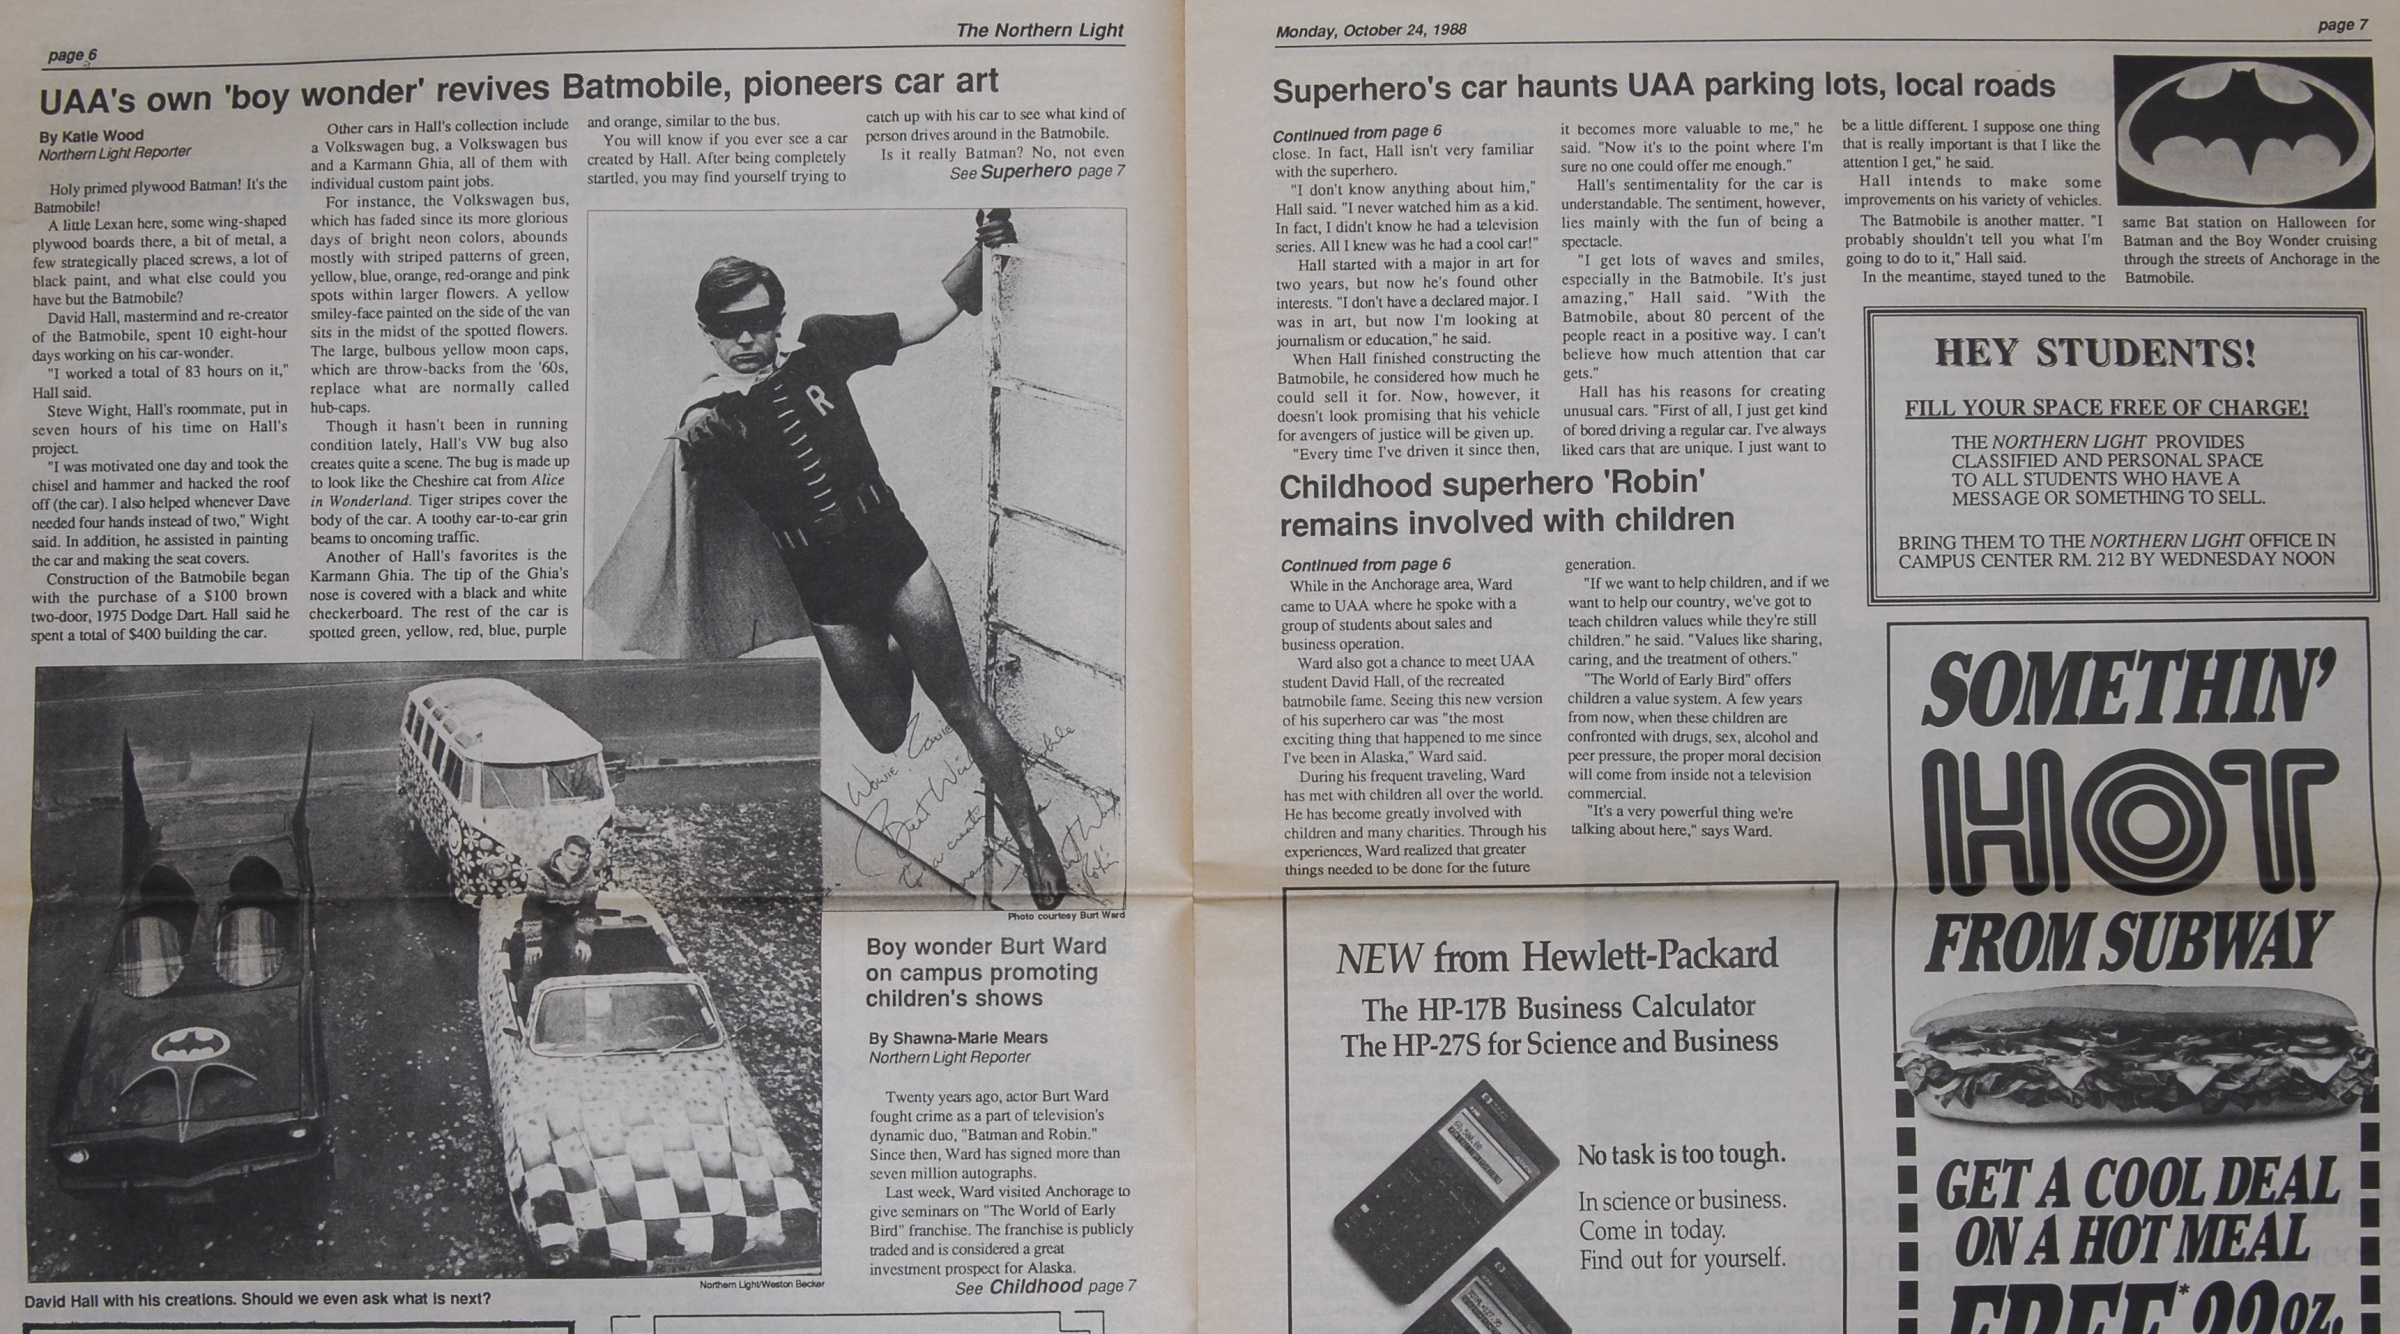 page 6
The Northern Light
UAA's own 'boy wonder' revives Batmobile, pioneers car art
By Katie Wood
Northern Light Reporter
Holy primed plywood Batman! It's the
Batmobile!
A little Lexan here, some wing-shaped
plywood boards there, a bit of metal, a
few strategically placed screws, a lot of
black paint, and what else could you
have but the Batmobile?
David Hall, mastermind and re-creator
of the Batmobile, spent 10 eight-hour
days working on his car-wonder.
"I worked a total of 83 hours on it,"
Hall said.
Steve Wight, Hall's roommate, put in
seven hours of his time on Hall's
project.
"I was motivated one day and took the
chisel and hammer and hacked the roof
off (the car). I also helped whenever Dave
needed four hands instead of two," Wight
said. In addition, he assisted in painting
the car and making the seat covers.
Construction of the Batmobile began
with the purchase of a $100 brown
two-door, 1975 Dodge Dart. Hall said he
spent a total of $400 building the car.
Other cars in Hall's collection include
a Volkswagen bug, a Volkswagen bus
and a Karmann Ghia, all of them with
individual custom paint jobs.
For instance, the Volkswagen bus,
which has faded since its more glorious
days of bright neon colors, abounds
mostly with striped patterns of green,
yellow, blue, orange, red-orange and pink
spots within larger flowers. A yellow
smiley-face painted on the side of the van
sits in the midst of the spotted flowers.
The large, bulbous yellow moon caps,
which are throw-backs from the '60s,
replace what are normally called
hub-caps.
Though it hasn't been in running
condition lately, Hall's VW bug also
creates quite a scene. The bug is made up
to look like the Cheshire cat from Alice
in Wonderland. Tiger stripes cover the
body of the car. A toothy ear-to-ear grin
beams to oncoming traffic.
Another of Hall's favorites is the
Karmann Ghia. The tip of the Ghia's
nose is covered with a black and white
checkerboard. The rest of the car is
spotted green, yellow, red, blue, purple
and orange, similar to the bus.
You will know if you ever see a car
created by Hall. After being completely
startled, you may find yourself trying to
catch up with his car to see what kind of
person drives around in the Batmobile.
Is it really Batman? No, not even
See Superhero page 7
R
Wowie! Zowie
Best Wishes
Robin
Photo courtesy Burt Ward
Northern Light/Weston Becker
David Hall with his creations. Should we even ask what is next?
Boy wonder Burt Ward
on campus promoting
children's shows
By Shawna-Marie Mears
Northern Light Reporter
Twenty years ago, actor Burt Ward
fought crime as a part of television's
dynamic duo, "Batman and Robin."
Since then, Ward has signed more than
seven million autographs.
Last week, Ward visited Anchorage to
give seminars on "The World of Early
Bird" franchise. The franchise is publicly
traded and is considered a great
investment prospect for Alaska.
See Childhood page 7
Monday, October 24, 1988
page 7
Superhero's car haunts UAA parking lots, local roads
Continued from page 6
close. In fact, Hall isn't very familiar
with the superhero.
"I don't know anything about him,"
Hall said. "I never watched him as a kid.
In fact, I didn't know he had a television
series. All I knew was he had a cool car!"
Hall started with a major in art for
two years, but now he's found other
interests. "I don't have a declared major. I
was in art, but now I'm looking at
journalism or education," he said.
When Hall finished constructing the
Batmobile, he considered how much he
could sell it for. Now, however, it
doesn't look promising that his vehicle
for avengers of justice will be given up.
"Every time I've driven it since then,
it becomes more valuable to me," he
said. "Now it's to the point where I'm
sure no one could offer me enough."
Hall's sentimentality for the car is
understandable. The sentiment, however,
lies mainly with the fun of being a
spectacle.
"I get lots of waves and smiles,
especially in the Batmobile. It's just
amazing," Hall said. "With the
Batmobile, about 80 percent of the
people react in a positive way. I can't
believe how much attention that car
gets."
Hall has his reasons for creating
unusual cars. "First of all, I just get kind
of bored driving a regular car. I've always
liked cars that are unique. I just want to
be a little different. I suppose one thing
that is really important is that I like the
attention I get," he said.
Hall intends to make some
improvements on his variety of vehicles.
The Batmobile is another matter. "I
probably shouldn't tell you what I'm
going to do to it," Hall said.
In the meantime, stayed tuned to the
same Bat station on Halloween for
Batman and the Boy Wonder cruising
through the streets of Anchorage in the
Batmobile.
Childhood superhero 'Robin'
remains involved with children
Continued from page 6
While in the Anchorage area, Ward
came to UAA where he spoke with a
group of students about sales and
business operation.
Ward also got a chance to meet UAA
student David Hall, of the recreated
batmobile fame. Seeing this new version
of his superhero car was "the most
exciting thing that happened to me since
I've been in Alaska," Ward said.
During his frequent traveling, Ward
has met with children all over the world.
He has become greatly involved with
children and many charities. Through his
experiences, Ward realized that greater
things needed to be done for the future
generation.
"If we want to help children, and if we
want to help our country, we've got to
teach children values while they're still
children." he said. "Values like sharing,
caring, and the treatment of others."
"The World of Early Bird" offers
children a value system. A few years
from now, when these children are
confronted with drugs, sex, alcohol and
peer pressure, the proper moral decision
will come from inside not a television
commercial.
"It's a very powerful thing we're
talking about here," says Ward.
HEY STUDENTS!
FILL YOUR SPACE FREE OF CHARGE!
THE NORTHERN LIGHT PROVIDES
CLASSIFIED AND PERSONAL SPACE
TO ALL STUDENTS WHO HAVE A
MESSAGE OR SOMETHING TO SELL.
BRING THEM TO THE NORTHERN LIGHT OFFICE IN
CAMPUS CENTER RM. 212 BY WEDNESDAY NOON
NEW from Hewlett-Packard
The HP-17B Business Calculator
The HP-27S for Science and Business
No task is too tough.
In science or business.
Come in today.
Find out for yourself.
SOMETHIN'
HOT
FROM SUBWAY
GET A COOL DEAL
ON A HOT MEAL
FREE* 22oz.